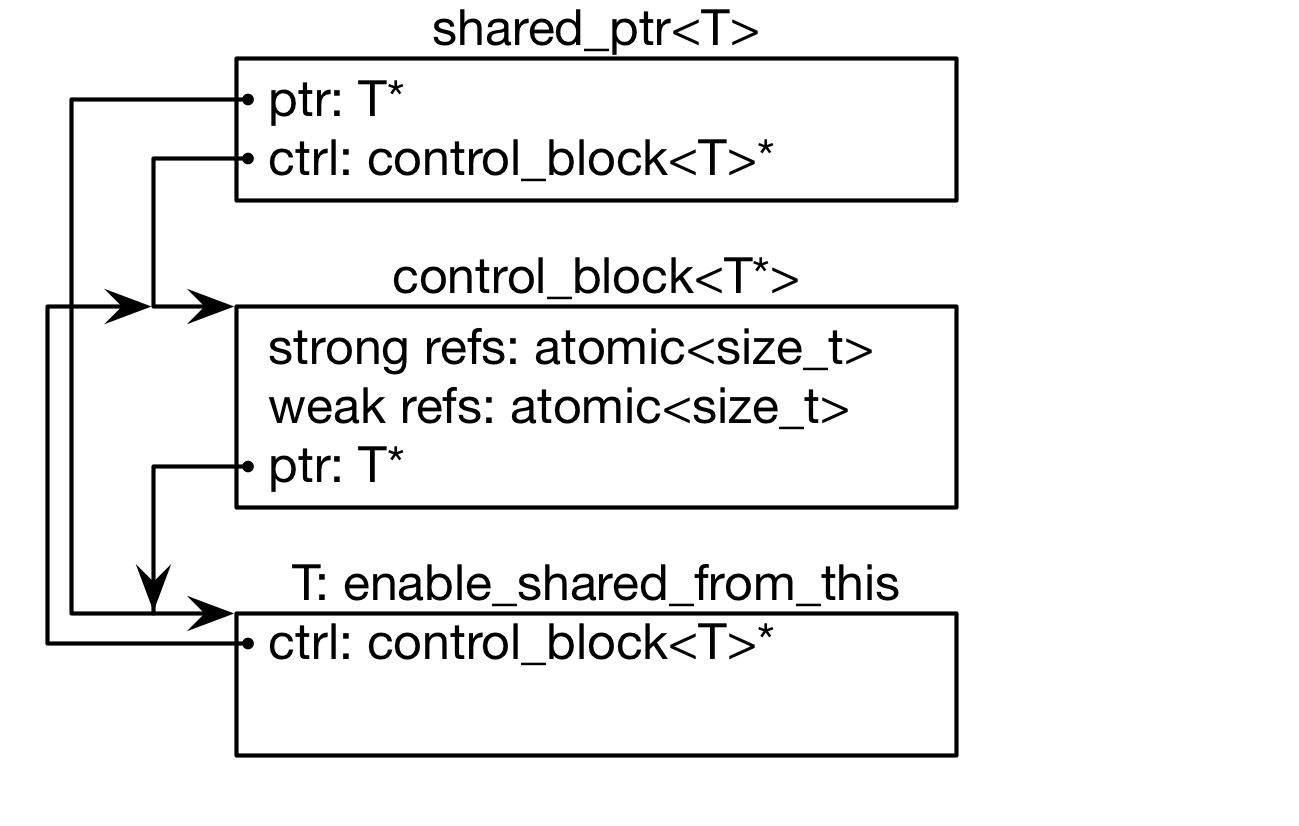 shared_ptr<T>
ptr: T*
ctrl: control_block<T>*
control_block<T*>
strong refs: atomic<size_t>
weak refs: atomic<size_t>
ptr: T*
T: enable_shared_from_this
ctrl: control_block<T>*